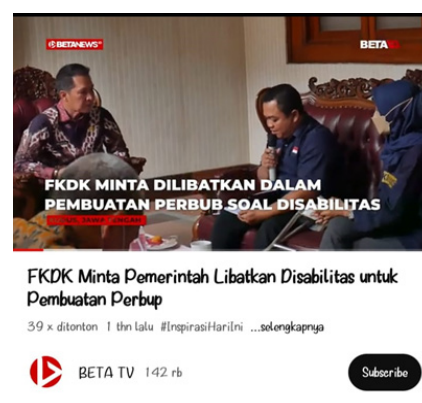 BETANEWS
BETA
FKDK MINTA DILIBATKAN DALAM
PEMBUATAN PERBUB SOAL DISABILITAS
FKDK Minta Pemerintah Libatkan Disabilitas untuk
Pembuatan Perbup
39 x ditonton 1 thn lalu #InspirasiHariIni ...selengkapnya
BETA TV 142 rb
Subscribe